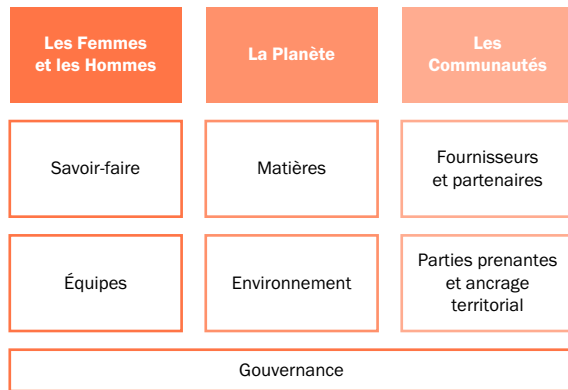 Les Femmes
et les Hommes
La Planète
Les
Communautés
Savoir-faire
Matières
Fournisseurs
et partenaires
Équipes
Environnement
Parties prenantes
et ancrage
territorial
Gouvernance